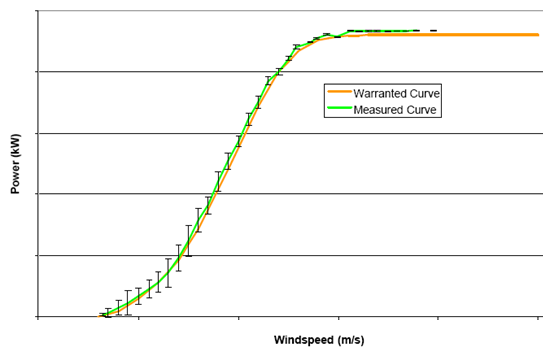 Power (kW)
Warranted Curve
Measured Curve
Windspeed (m/s)